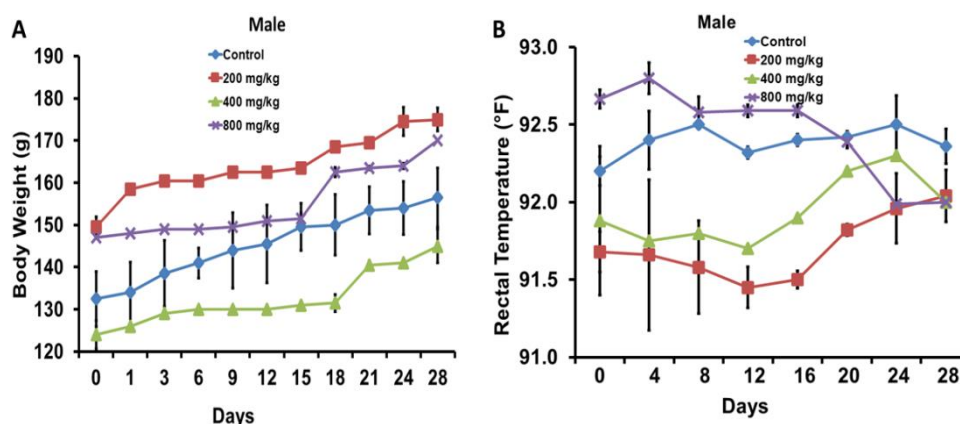 A
Male
Control
200 mg/kg
400 mg/kg
800 mg/kg
190
180
170
160
150
140
130
120
Body Weight (g)
0 1 3 6 9 12 15 18 21 24 28
Days
B
Male
Control
200 mg/kg
400 mg/kg
800 mg/kg
93.0
92.5
92.0
91.5
91.0
Rectal Temperature (°F)
0 4 8 12 16 20 24 28
Days